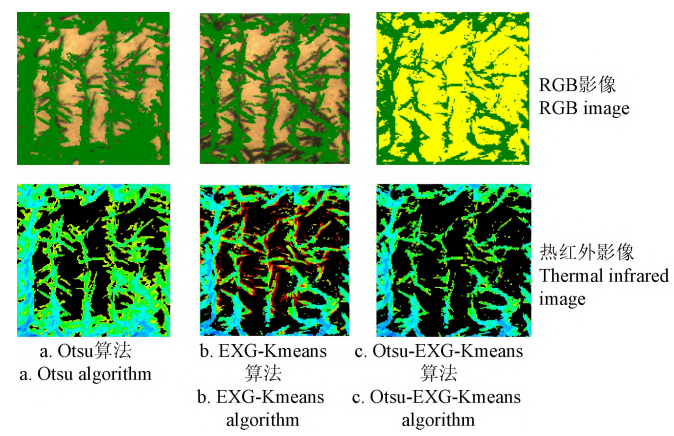 RGB影像
RGB image
热红外影像
Thermal infrared
image
a. Otsu算法
a. Otsu algorithm
b. EXG-Kmeans
算法
b. EXG-Kmeans
algorithm
c. Otsu-EXG-Kmeans
算法
c. Otsu-EXG-Kmeans
algorithm